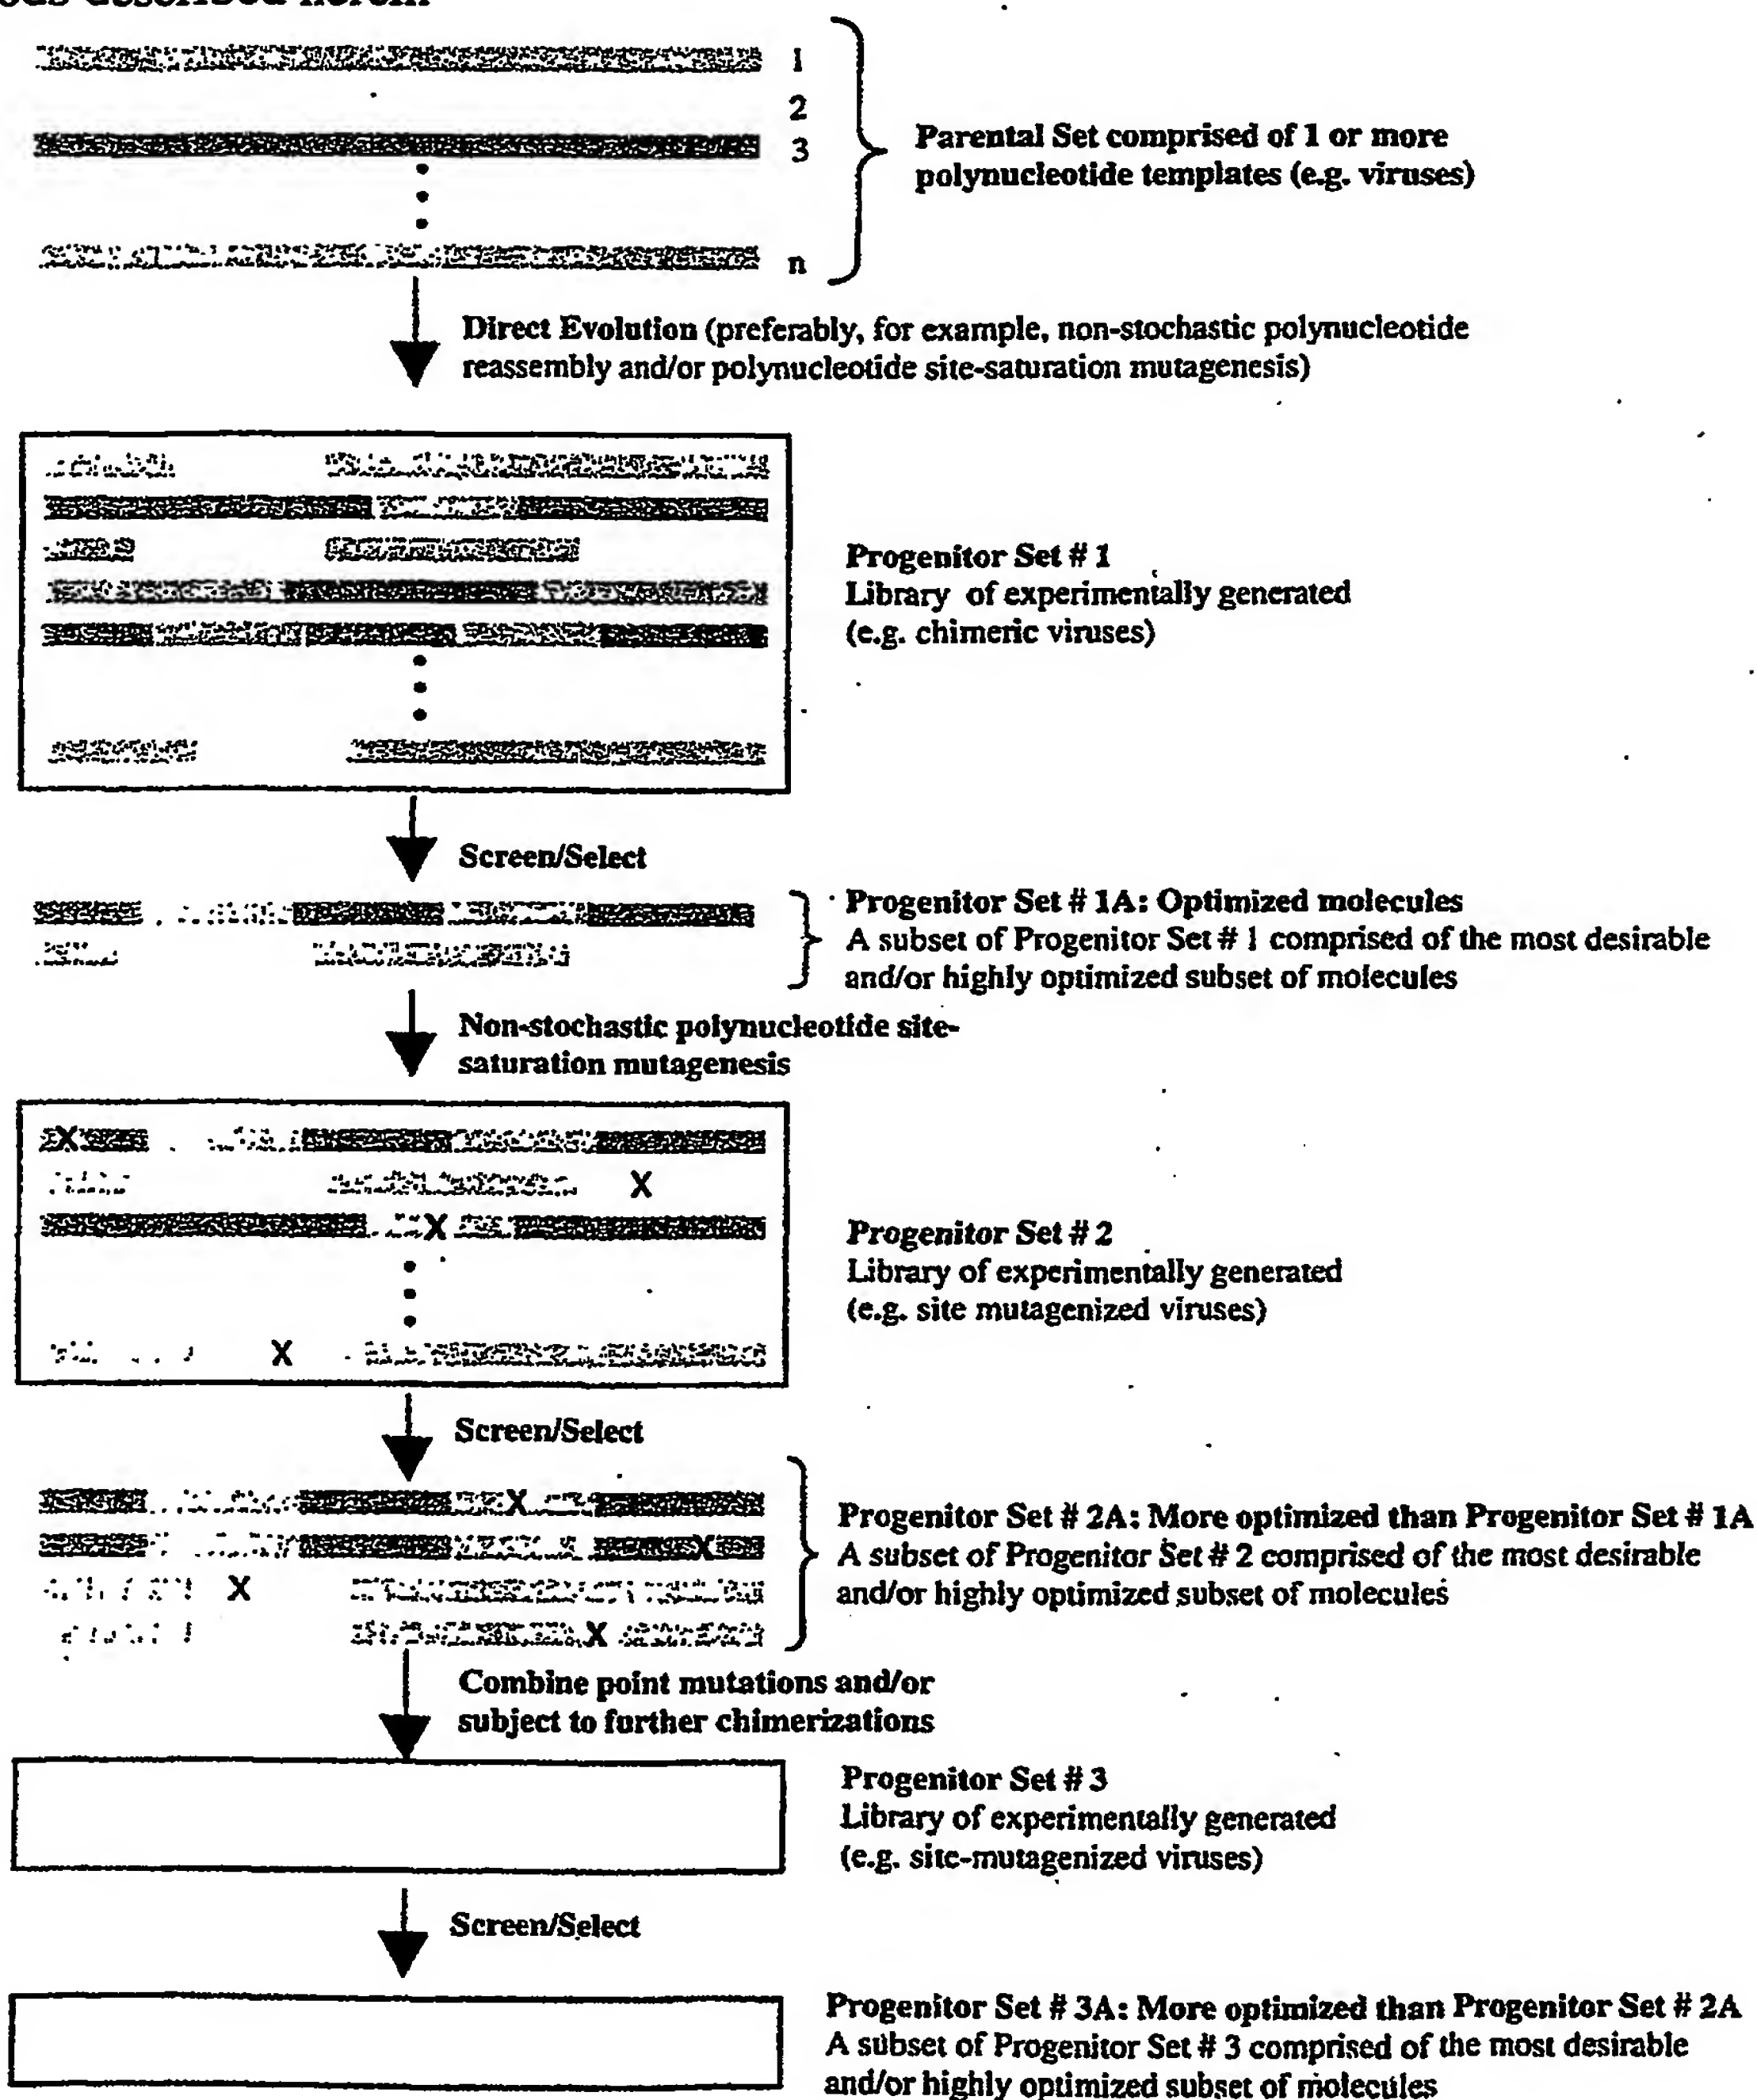 1
2
3
n
Parental Set comprised of 1 or more
polynucleotide templates (e.g. viruses)
Direct Evolution (preferably, for example, non-stochastic polynucleotide
reassembly and/or polynucleotide site-saturation mutagenesis)
Progenitor Set # 1
Library of experimentally generated
(e.g. chimeric viruses)
Screen/Select
Progenitor Set # 1A: Optimized molecules
A subset of Progenitor Set # 1 comprised of the most desirable
and/or highly optimized subset of molecules
Non-stochastic polynucleotide site-
saturation mutagenesis
X
X
X
X
Progenitor Set # 2
Library of experimentally generated
(e.g. site mutagenized viruses)
Screen/Select
X
X
X
X
Progenitor Set # 2A: More optimized than Progenitor Set # 1A
A subset of Progenitor Set # 2 comprised of the most desirable
and/or highly optimized subset of molecules
Combine point mutations and/or
subject to further chimerizations
Progenitor Set # 3
Library of experimentally generated
(e.g. site-mutagenized viruses)
Screen/Select
Progenitor Set # 3A: More optimized than Progenitor Set # 2A
A subset of Progenitor Set # 3 comprised of the most desirable
and/or highly optimized subset of molecules